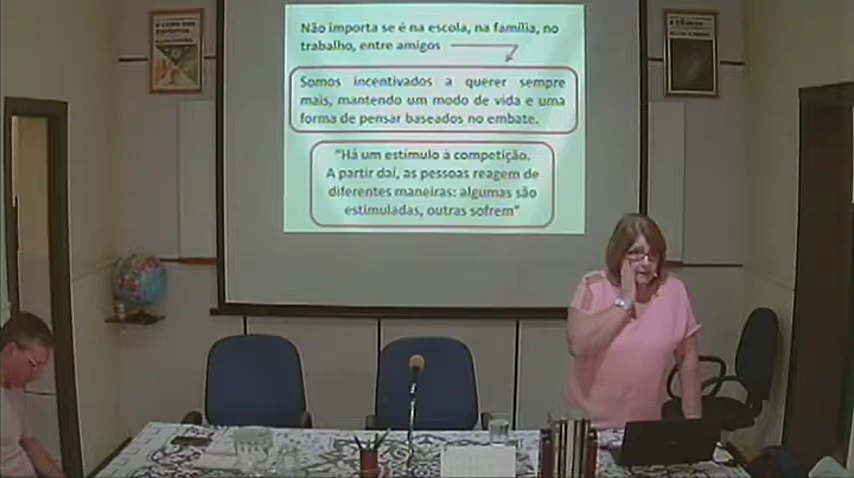 Não importa se é na escola, na família, no
trabalho, entre amigos
Somos incentivados a querer sempre
mais, mantendo um modo de vida e uma
forma de pensar baseados no embate.
"Há um estímulo à competição.
A partir daí, as pessoas reagem de
diferentes maneiras: algumas são
estimuladas, outras sofrem"